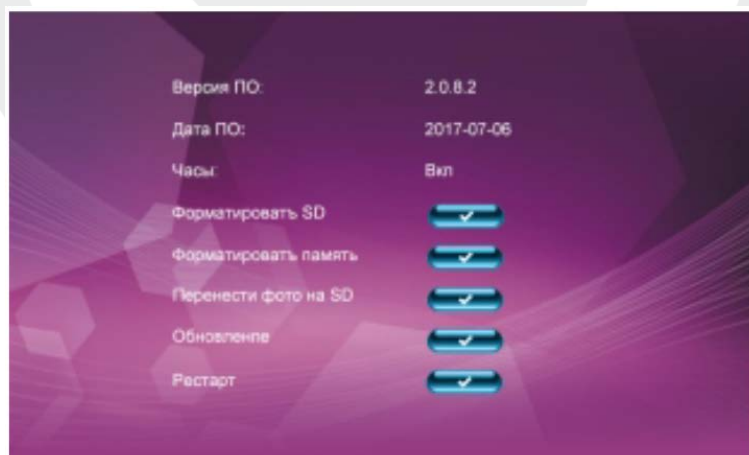 Версия ПО: 2.0.8.2
Дата ПО: 2017-07-06
Часы: Вкл
Форматировать SD
Форматировать память
Перенести фото на SD
Обновленпе
Рестарт